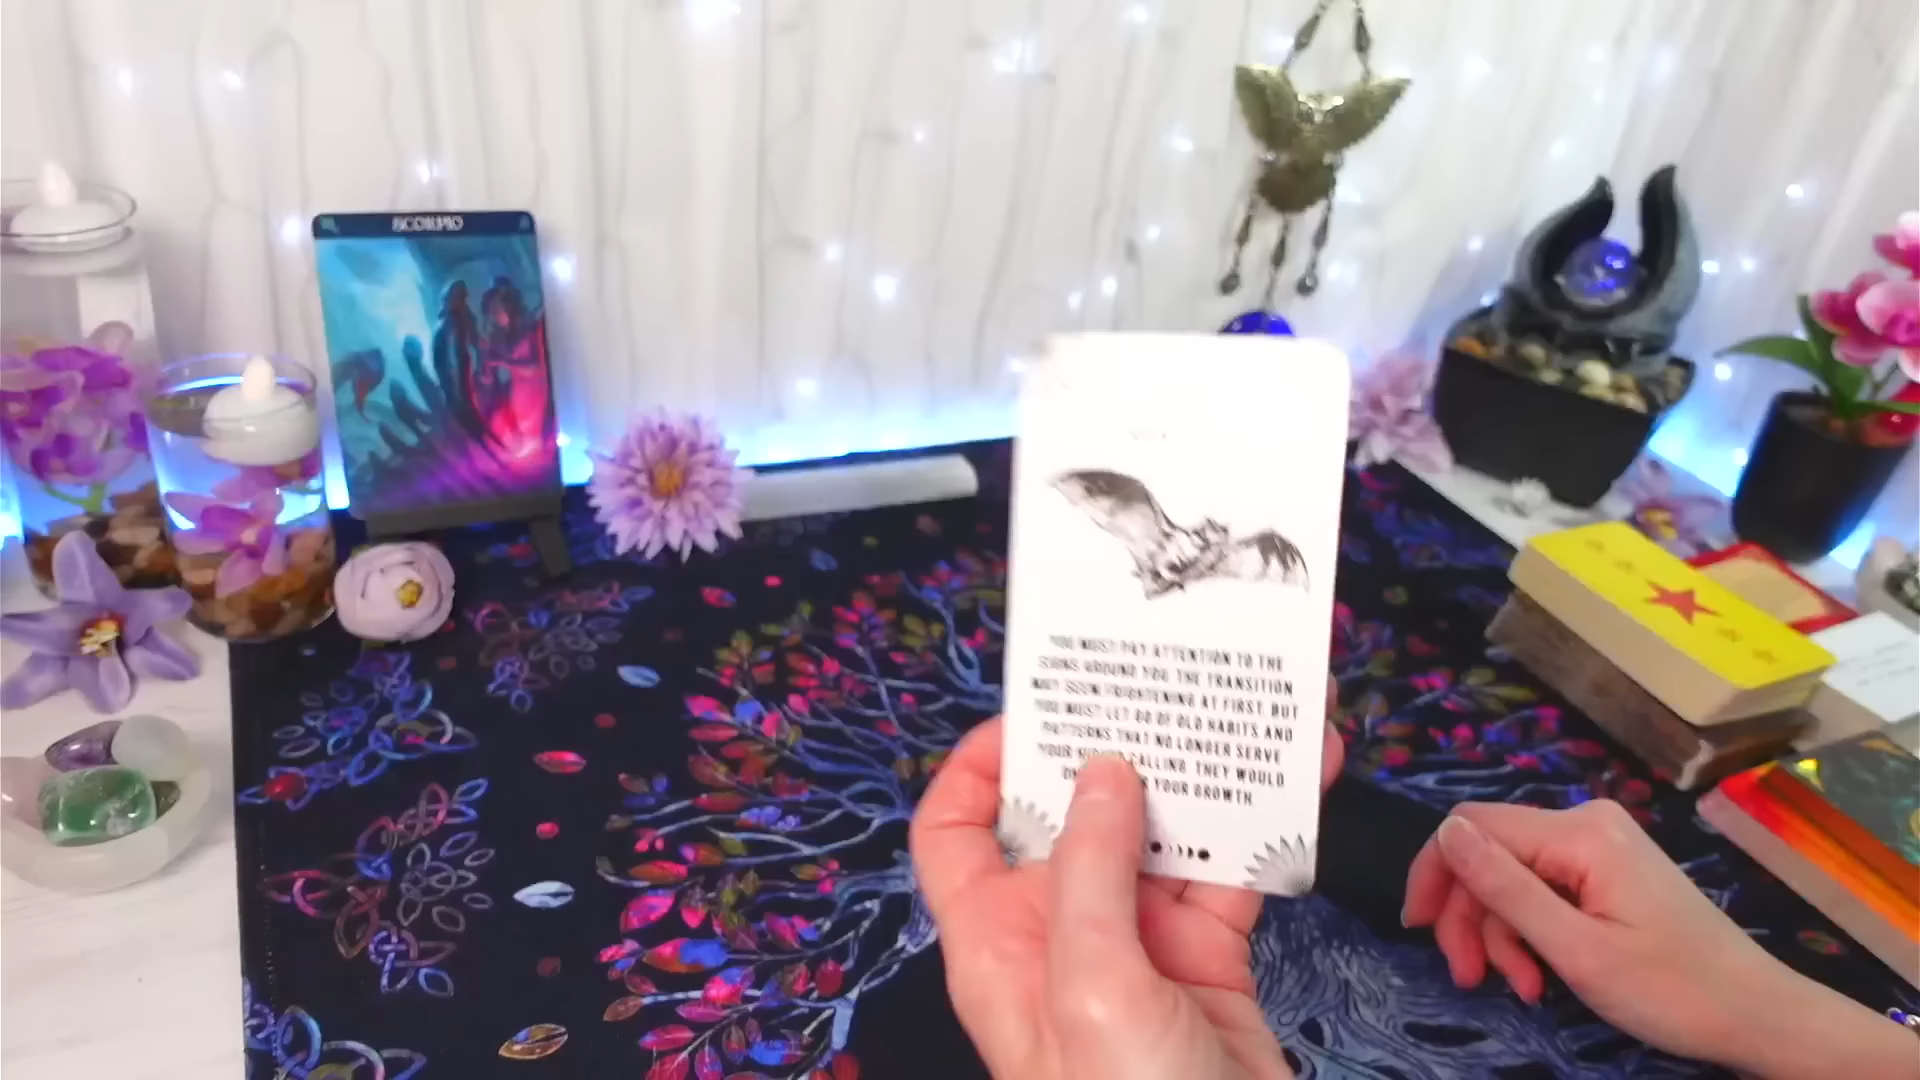 SCORPIO
YOU MUST PAY ATTENTION TO THE
SIGNS AROUND YOU. THE TRANSITION
MAY SEEM FRIGHTENING AT FIRST, BUT
YOU MUST LET GO OF OLD HABITS AND
PATTERNS THAT NO LONGER SERVE
YOUR CALLING. THEY WOULD
YOUR GROWTH